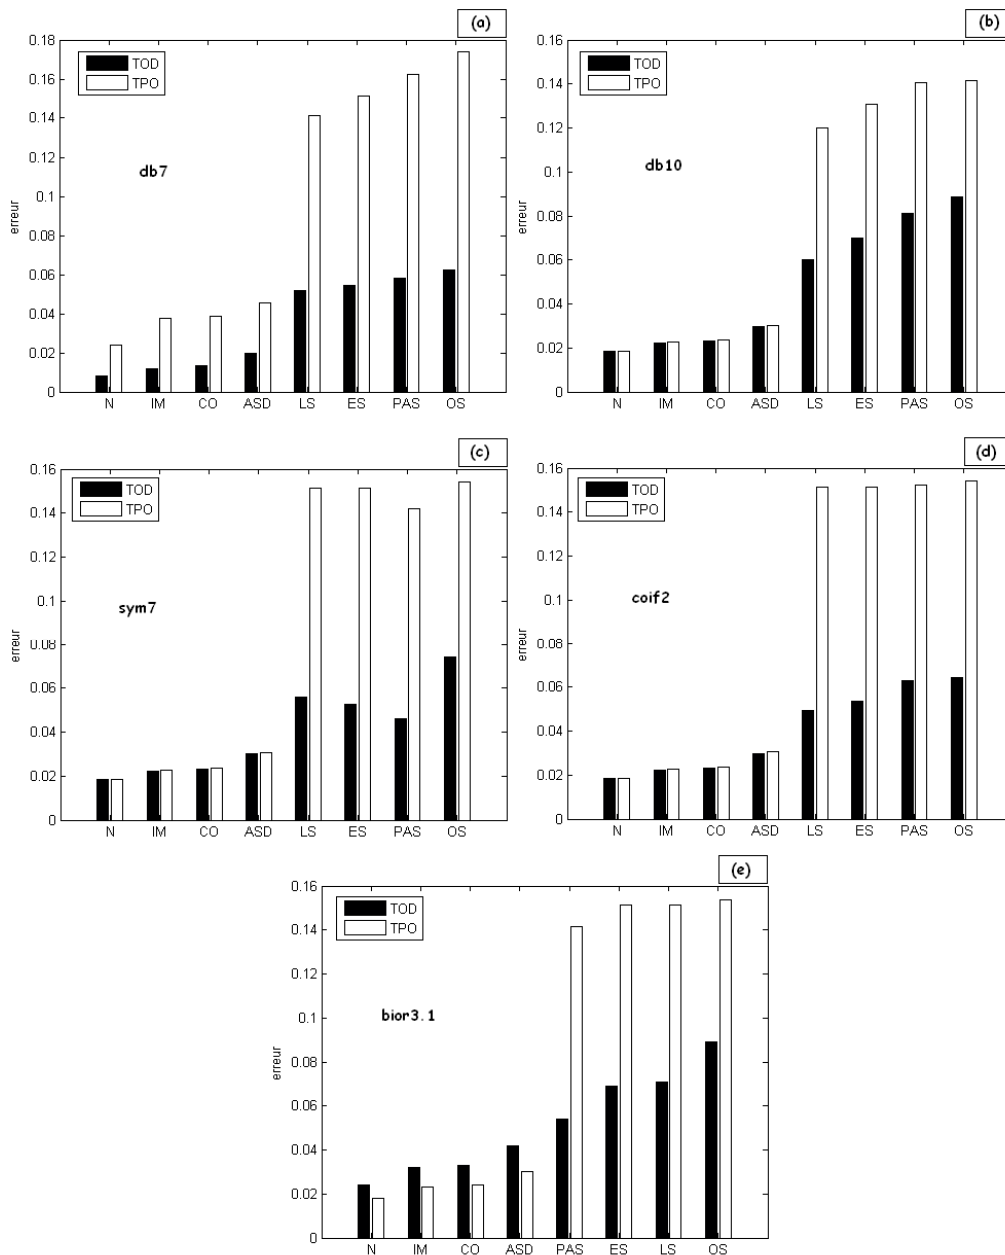 (a)
0.18
0.16
0.14
0.12
0.1
0.08
0.06
0.04
0.02
0
erreur
TOD
TPO
db7
N IM CO ASD LS ES PAS OS
(b)
0.16
0.14
0.12
0.1
0.08
0.06
0.04
0.02
0
erreur
TOD
TPO
db10
N IM CO ASD LS ES PAS OS
(c)
0.16
0.14
0.12
0.1
0.08
0.06
0.04
0.02
0
erreur
TOD
TPO
sym7
N IM CO ASD LS ES PAS OS
(d)
0.16
0.14
0.12
0.1
0.08
0.06
0.04
0.02
0
erreur
TOD
TPO
coif2
N IM CO ASD LS ES PAS OS
(e)
0.16
0.14
0.12
0.1
0.08
0.06
0.04
0.02
0
erreur
TOD
TPO
bior3.1
N IM CO ASD PAS ES LS OS